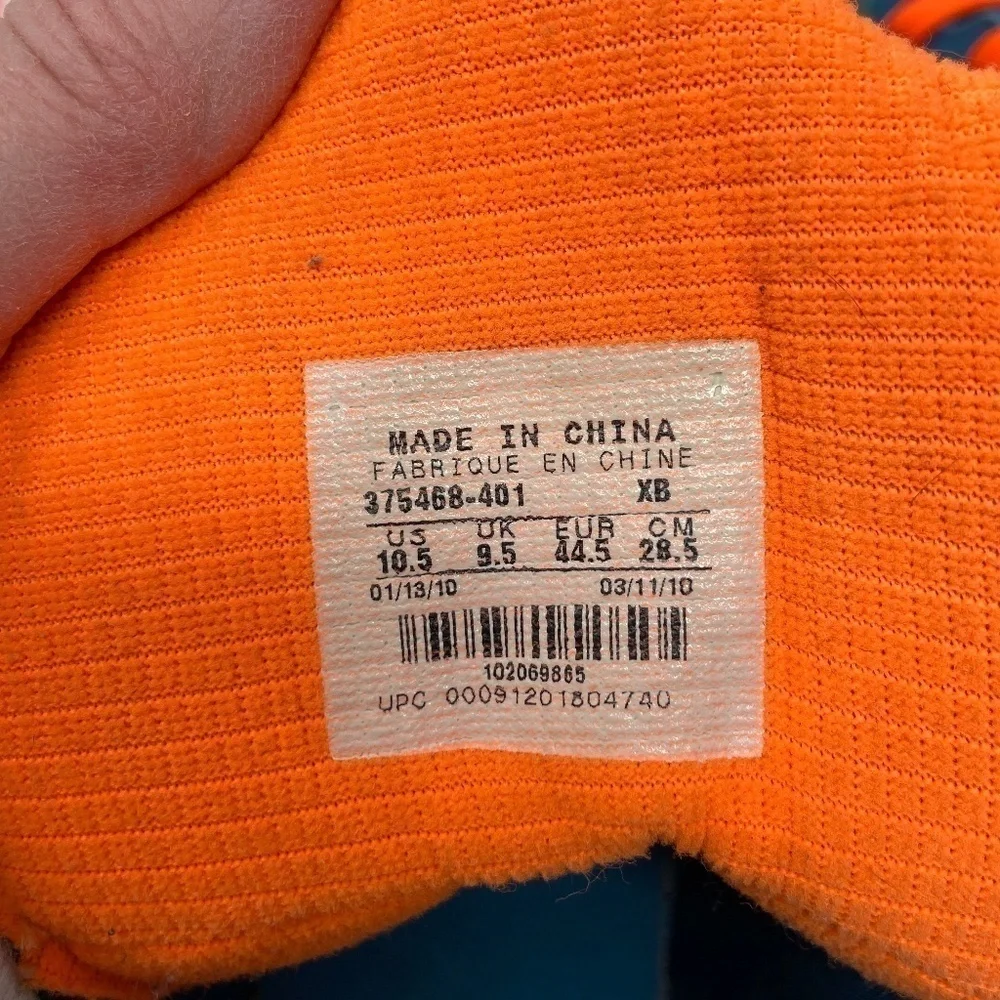 MADE IN CHINA
FABRIQUE EN CHINE
375468-401 XB
US UK EUR CM
10.5 9.5 44.5 28.5
01/13/10 03/11/10
102069865
UPC 00091201804740